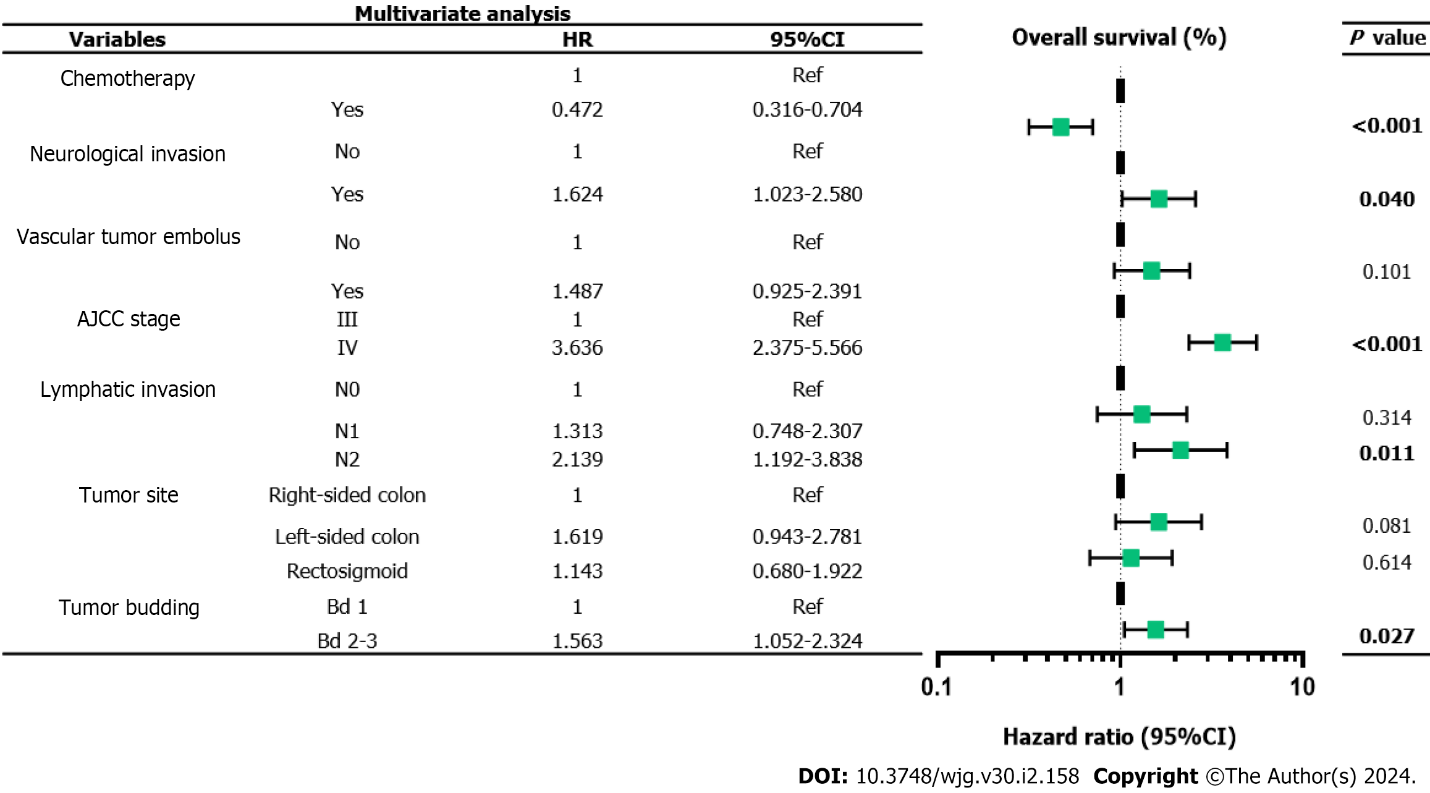 Multivariate analysis
Variables HR 95%CI Overall survival (%) P value
Chemotherapy 1 Ref
Yes 0.472 0.316-0.704 <0.001
Neurological invasion No 1 Ref
Yes 1.624 1.023-2.580 0.040
Vascular tumor embolus No 1 Ref
Yes 1.487 0.925-2.391 0.101
AJCC stage III 1 Ref
IV 3.636 2.375-5.566 <0.001
Lymphatic invasion N0 1 Ref
N1 1.313 0.748-2.307 0.314
N2 2.139 1.192-3.838 0.011
Tumor site Right-sided colon 1 Ref
Left-sided colon 1.619 0.943-2.781 0.081
Rectosigmoid 1.143 0.680-1.922 0.614
Tumor budding Bd 1 1 Ref
Bd 2-3 1.563 1.052-2.324 0.027
0.1 1 10
Hazard ratio (95%CI)
DOI: 10.3748/wjg.v30.i2.158 Copyright ©The Author(s) 2024.